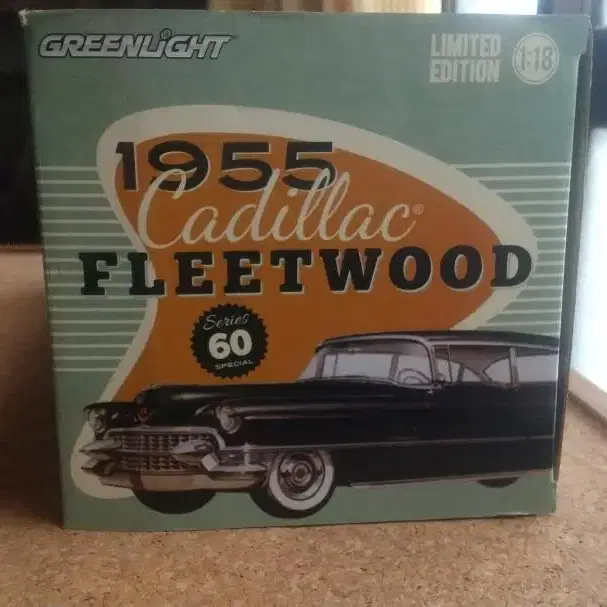 GREENLiGHT
LIMITED
EDITION
1:18
1955
Cadillac®
FLEETWOOD
Series
60
SPECIAL